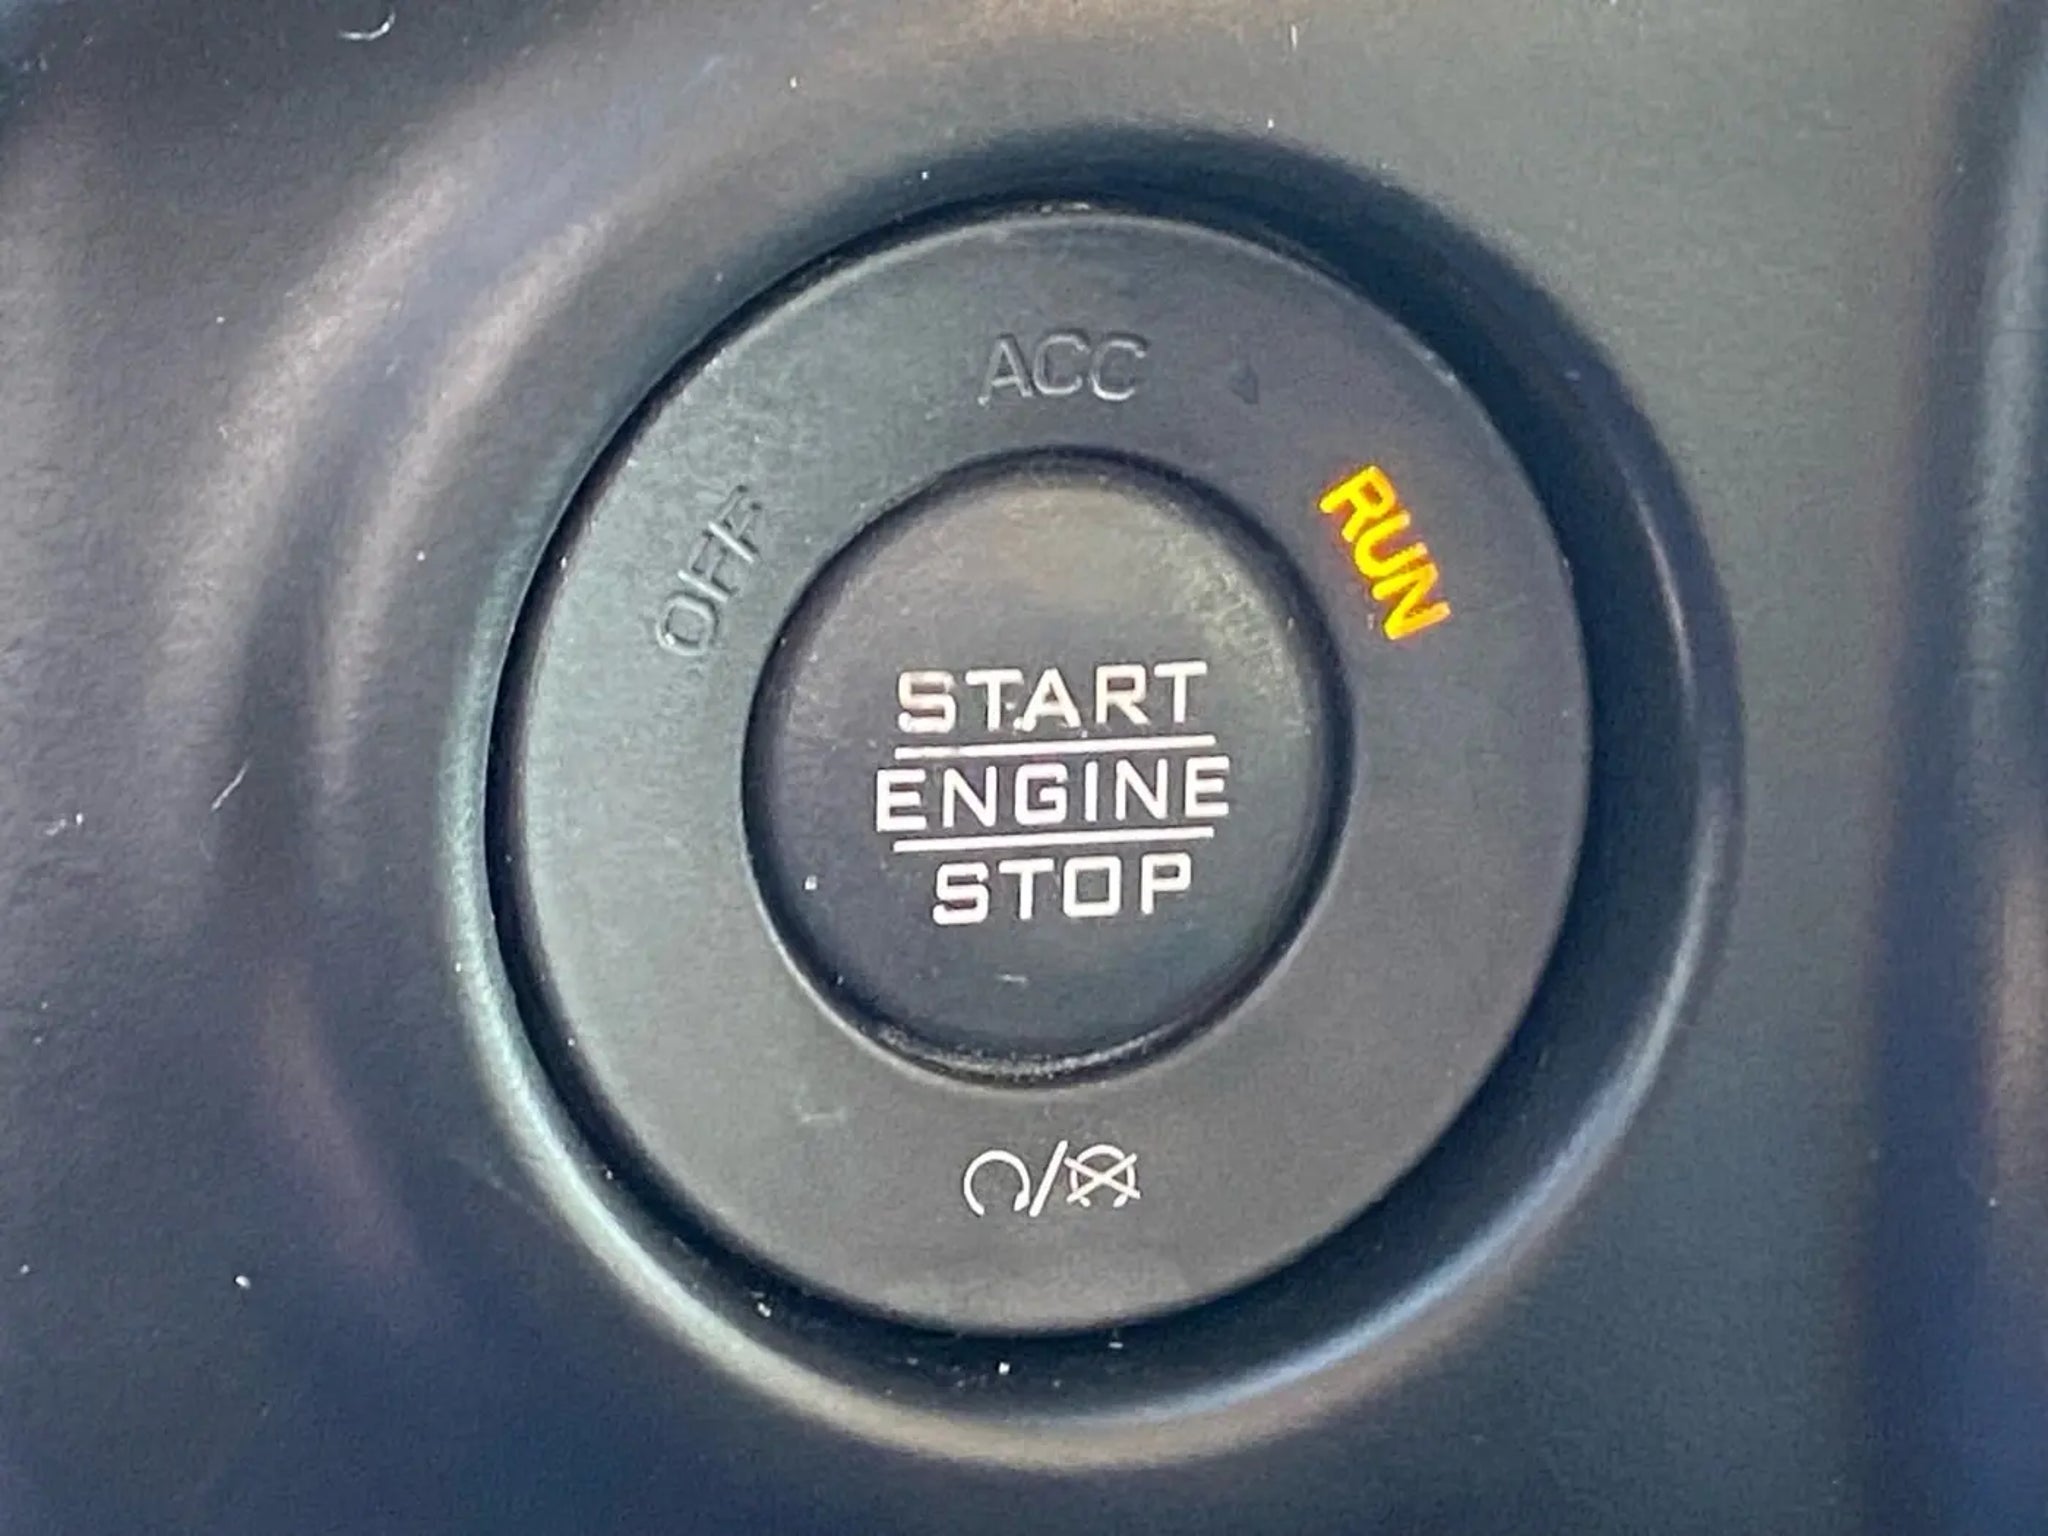 ACC
OFF
RUN
START
ENGINE
STOP